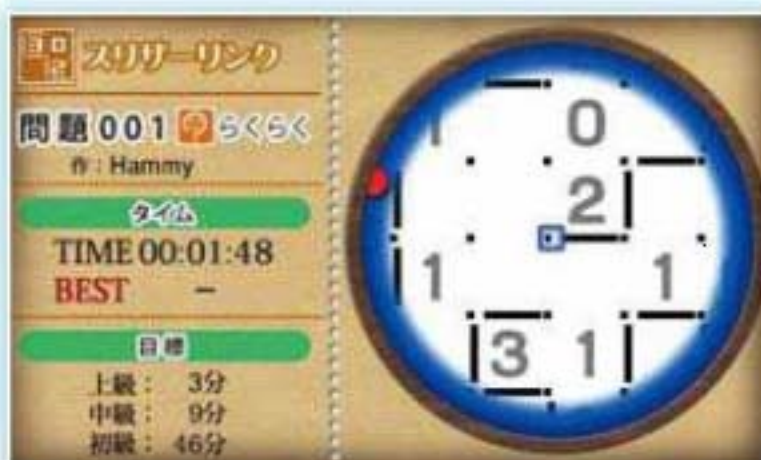 スリザーリンク
問題001 らくらく
作:Hammy
タイム
TIME 00:01:48
BEST −
目標
上級: 3分
中級: 9分
初級: 46分
1 0
2
1 1
3 1